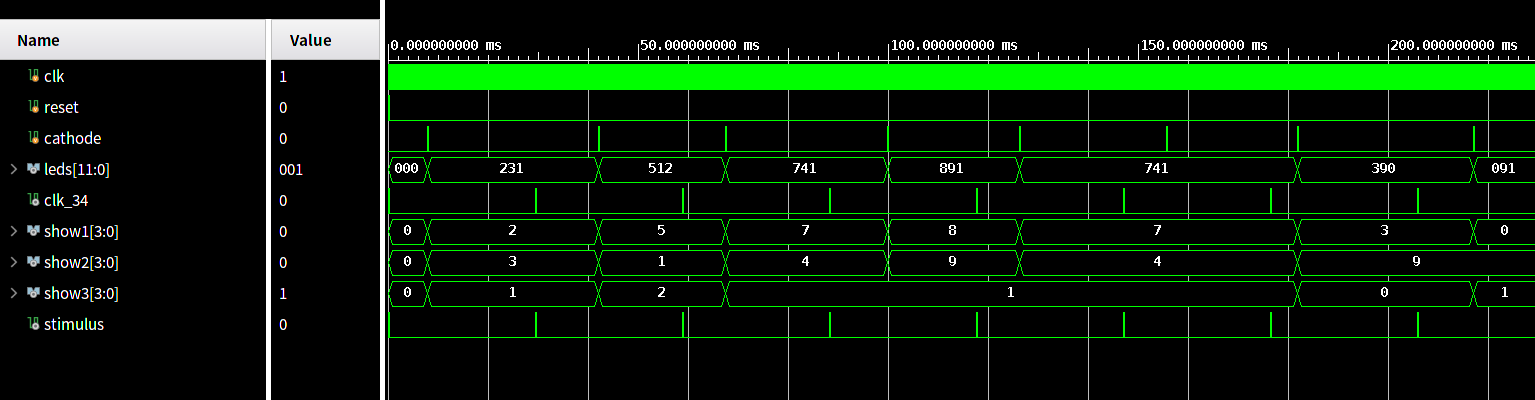 Name Value 0.000000000 ms 50.000000000 ms 100.000000000 ms 150.000000000 ms 200.000000000 ms
clk 1
reset 0
cathode 0
leds[11:0] 001 000 231 512 741 891 741 390 091
clk_34 0
show1[3:0] 0 0 2 5 7 8 7 3 0
show2[3:0] 0 0 3 1 4 9 4 9
show3[3:0] 1 0 1 2 1 0 1
stimulus 0